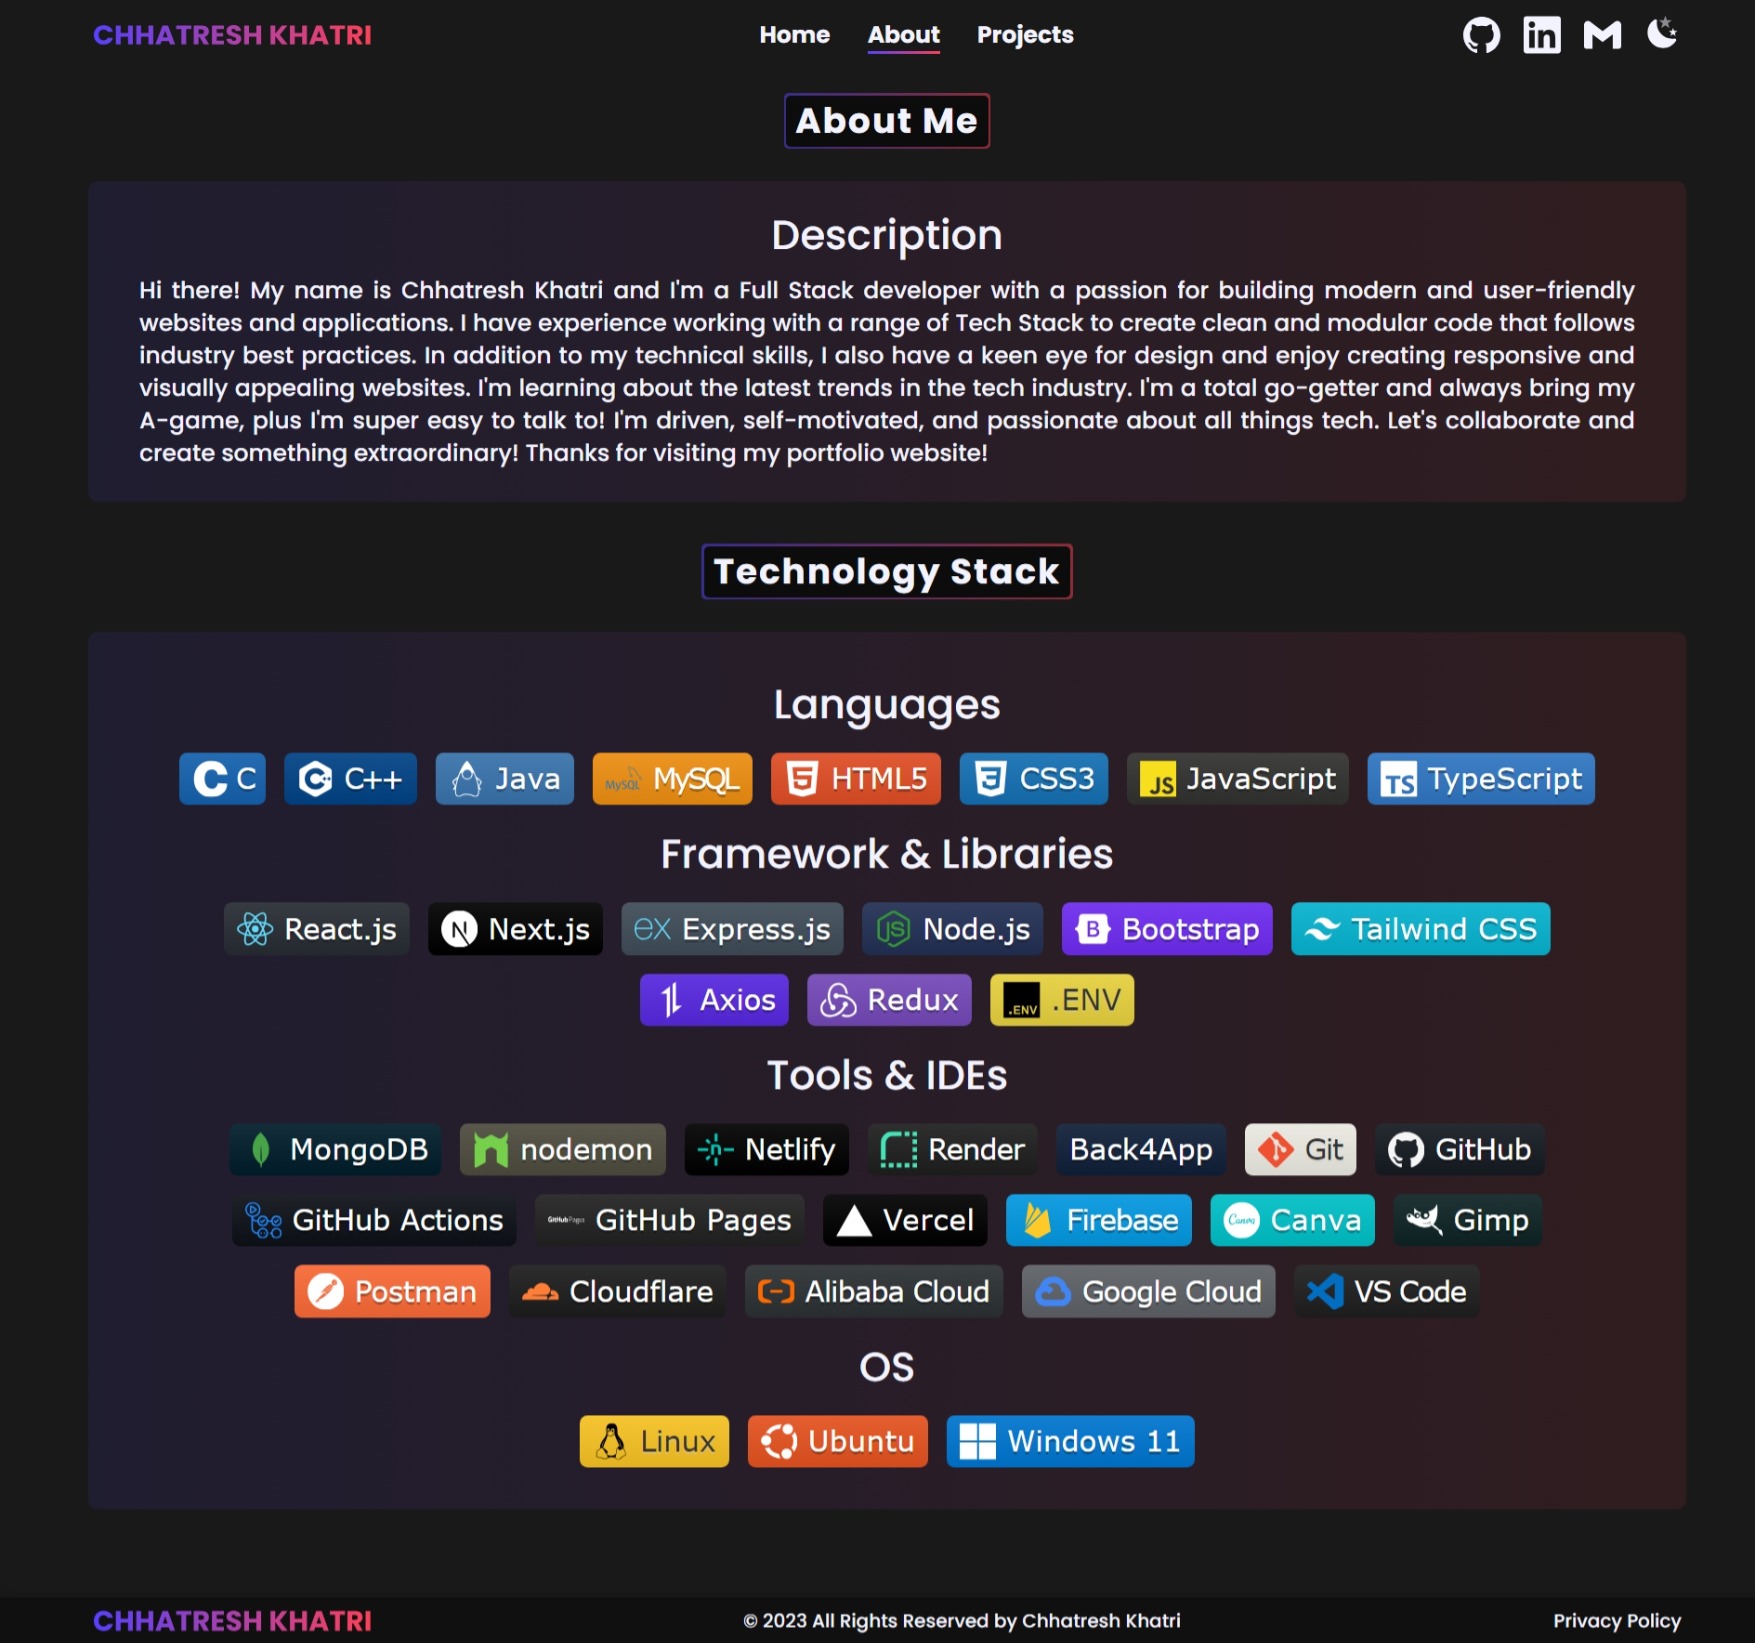 CHHATRESH KHATRI Home About Projects
About Me
Description
Hi there! My name is Chhatresh Khatri and I'm a Full Stack developer with a passion for building modern and user-friendly
websites and applications. I have experience working with a range of Tech Stack to create clean and modular code that follows
industry best practices. In addition to my technical skills, I also have a keen eye for design and enjoy creating responsive and
visually appealing websites. I'm learning about the latest trends in the tech industry. I'm a total go-getter and always bring my
A-game, plus I'm super easy to talk to! I'm driven, self-motivated, and passionate about all things tech. Let's collaborate and
create something extraordinary! Thanks for visiting my portfolio website!
Technology Stack
Languages
C C C C++ Java MySQL MySQL 5 HTML5 3 CSS3 JS JavaScript TS TypeScript
Framework & Libraries
React.js N Next.js ex Express.js JS Node.js B Bootstrap Tailwind CSS
Axios Redux .ENV .ENV
Tools & IDEs
MongoDB nodemon n Netlify Render Back4App Git GitHub
GitHub Actions GitHub Pages GitHub Pages Vercel Firebase Canva Canva Gimp
Postman Cloudflare Alibaba Cloud Google Cloud VS Code
OS
Linux Ubuntu Windows 11
CHHATRESH KHATRI © 2023 All Rights Reserved by Chhatresh Khatri Privacy Policy